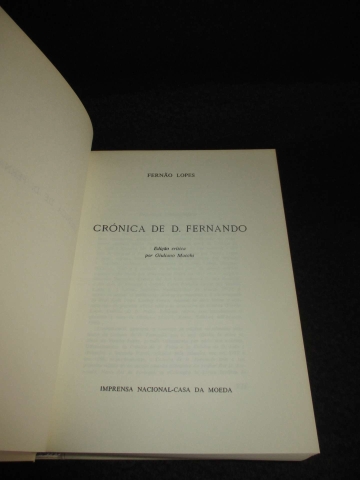 FERNÃO LOPES
CRÓNICA DE D. FERNANDO
Edição crítica
por Giuliano Macchi
IMPRENSA NACIONAL-CASA DA MOEDA